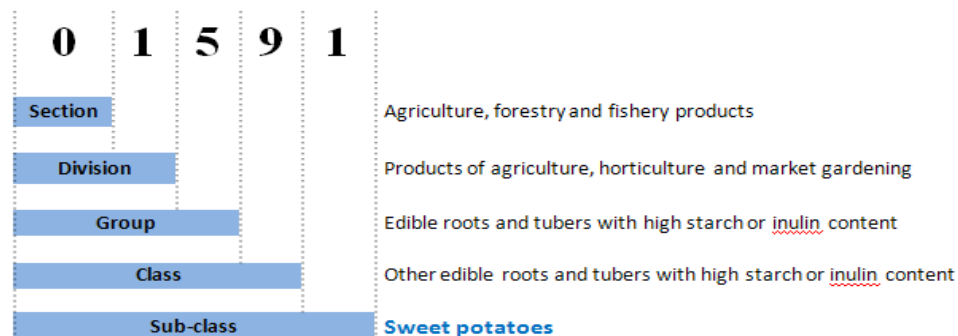 0 1 5 9 1
Section Agriculture, forestry and fishery products
Division Products of agriculture, horticulture and market gardening
Group Edible roots and tubers with high starch or inulin content
Class Other edible roots and tubers with high starch or inulin content
Sub-class Sweet potatoes